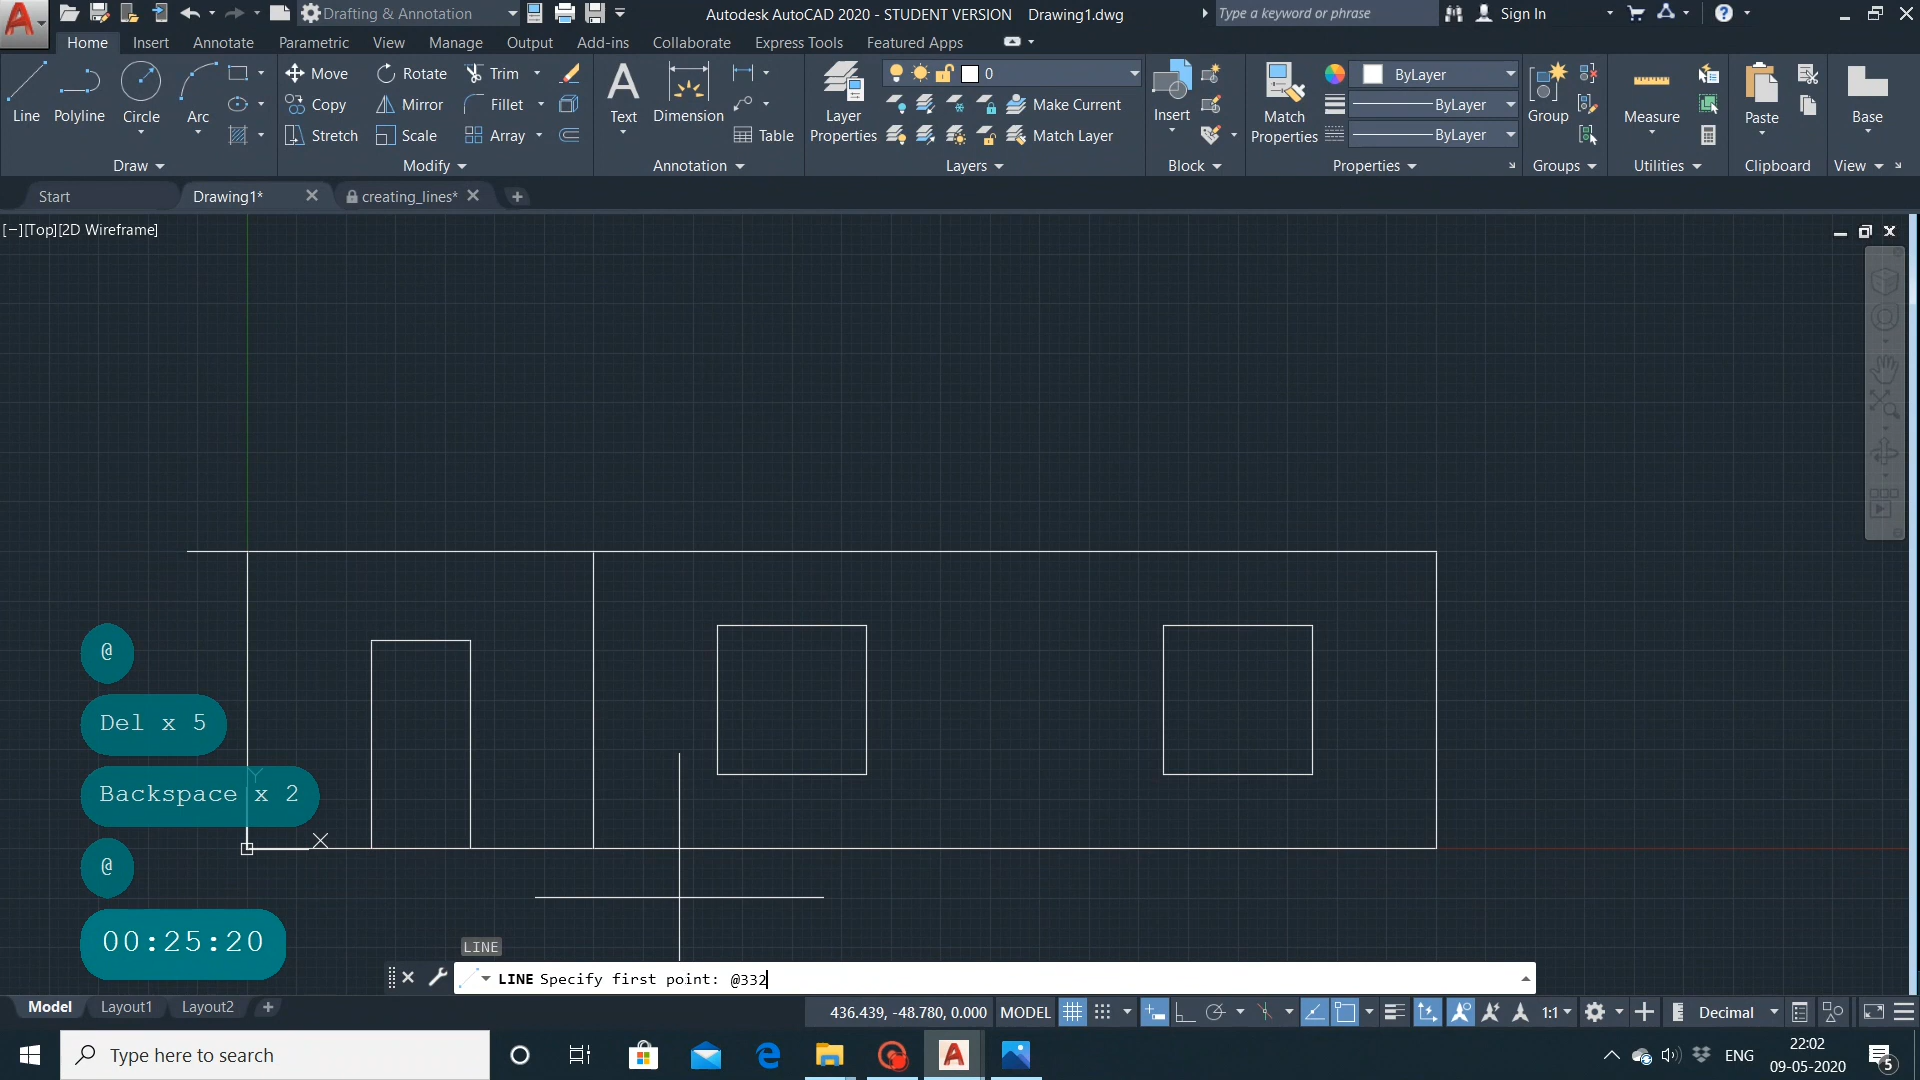 Drafting & Annotation
Autodesk AutoCAD 2020 - STUDENT VERSION Drawing1.dwg
Type a keyword or phrase
Sign In
Home Insert Annotate Parametric View Manage Output Add-ins Collaborate Express Tools Featured Apps
Line Polyline Circle Arc
Move Rotate Trim
Copy Mirror Fillet
Stretch Scale Array
Text Dimension Table
Layer Properties
0
Make Current
Match Layer
Insert
Match Properties
ByLayer
ByLayer
ByLayer
Group
Measure
Paste
Base
Draw Modify Annotation Layers Block Properties Groups Utilities Clipboard View
Start Drawing1* creating_lines*
[−][Top][2D Wireframe]
@
Del x 5
Backspace x 2
@
00:25:20
Y
X
LINE
LINE Specify first point: @332
Model Layout1 Layout2
436.439, -48.780, 0.000 MODEL 1:1 Decimal
Type here to search
ENG
22:02
09-05-2020
5